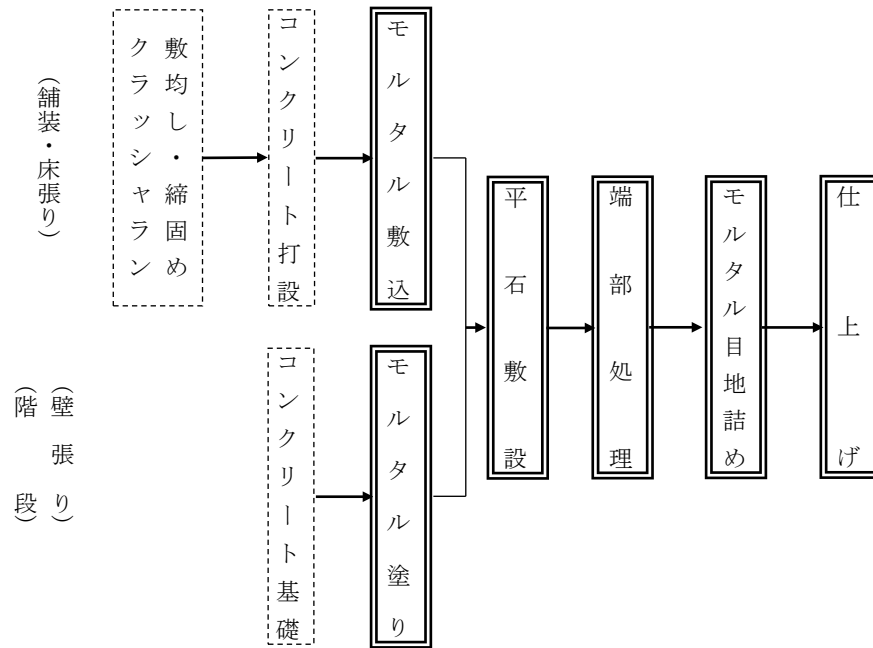 (舗装・床張り)
敷均し・締固め
クラッシャラン
コンクリート打設
モルタル敷込
(壁張り)
(階段)
コンクリート基礎
モルタル塗り
平石敷設
端部処理
モルタル目地詰め
仕上げ